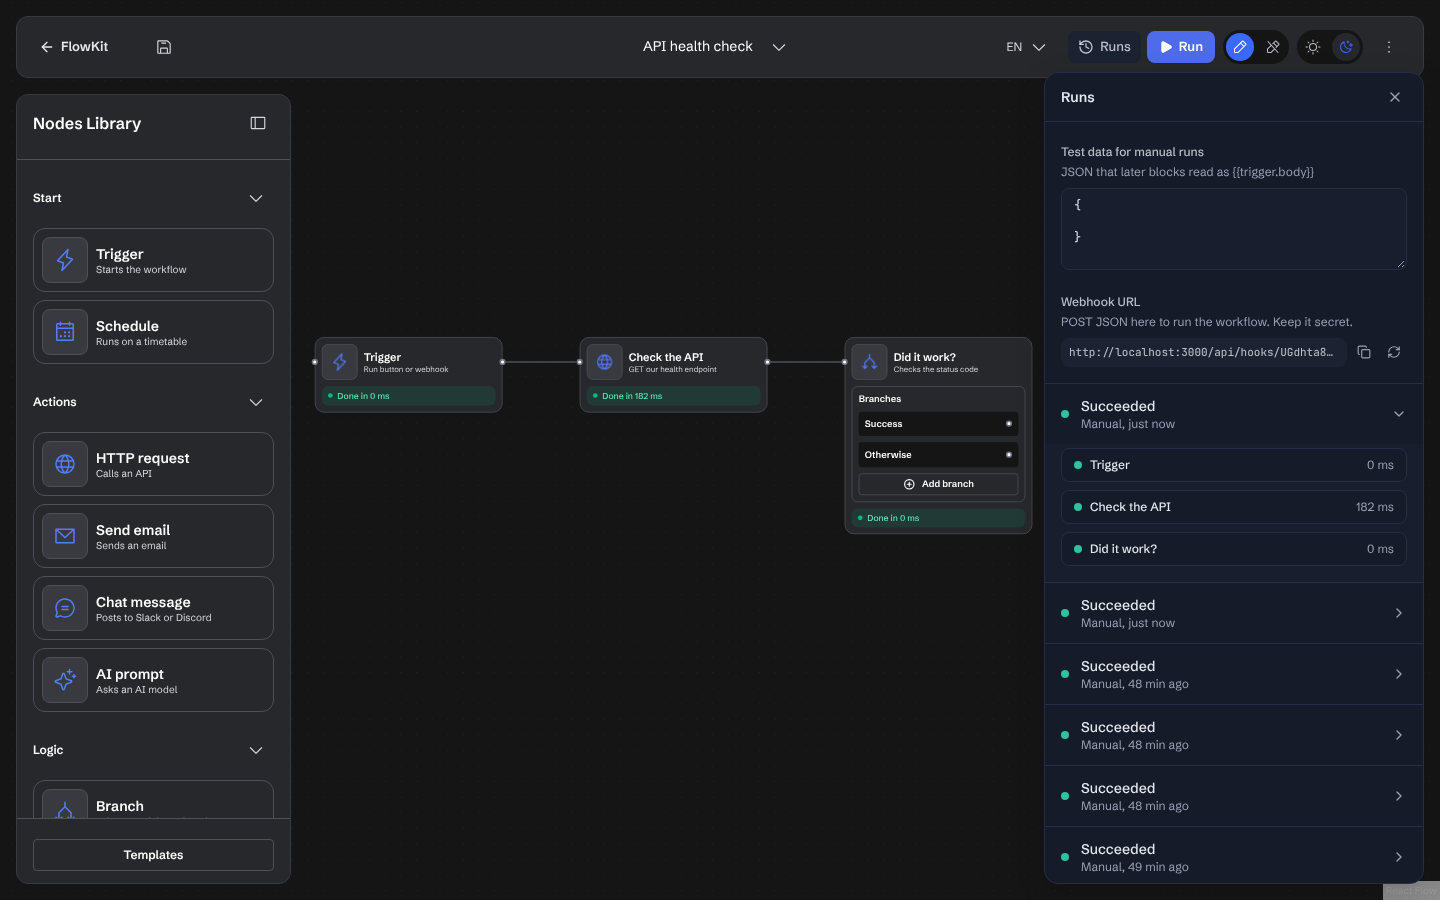 FlowKit
API health check
EN
Runs
Run
Nodes Library
Start
Trigger
Starts the workflow
Schedule
Runs on a timetable
Actions
HTTP request
Calls an API
Send email
Sends an email
Chat message
Posts to Slack or Discord
AI prompt
Asks an AI model
Logic
Branch
Templates
Trigger
Run button or webhook
Done in 0 ms
Check the API
GET our health endpoint
Done in 182 ms
Did it work?
Checks the status code
Branches
Success
Otherwise
Add branch
Done in 0 ms
Runs
Test data for manual runs
JSON that later blocks read as {{trigger.body}}
{
}
Webhook URL
POST JSON here to run the workflow. Keep it secret.
http://localhost:3000/api/hooks/UGdhta8…
Succeeded
Manual, just now
Trigger 0 ms
Check the API 182 ms
Did it work? 0 ms
Succeeded
Manual, just now
Succeeded
Manual, 48 min ago
Succeeded
Manual, 48 min ago
Succeeded
Manual, 48 min ago
Succeeded
Manual, 49 min ago
React Flow